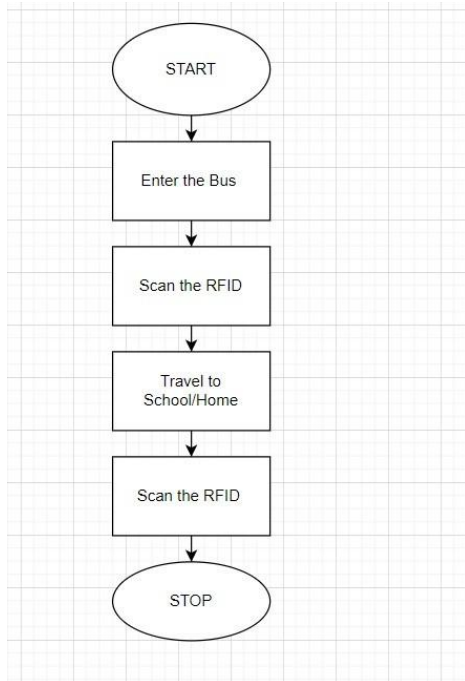 START
Enter the Bus
Scan the RFID
Travel to
School/Home
Scan the RFID
STOP